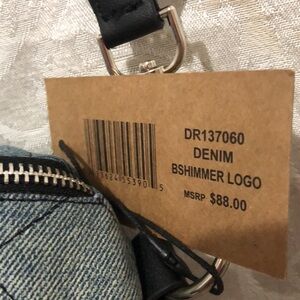 DR137060
DENIM
BSHIMMER LOGO
MSRP $88.00